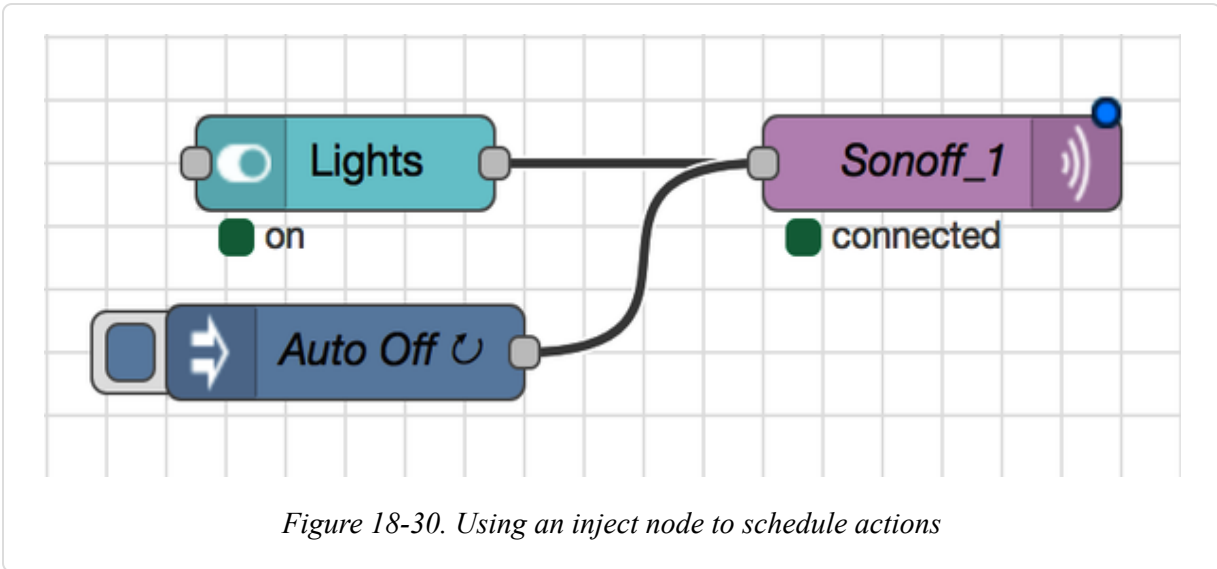 Lights
Sonoff_1
on
connected
Auto Off ↻
Figure 18-30. Using an inject node to schedule actions